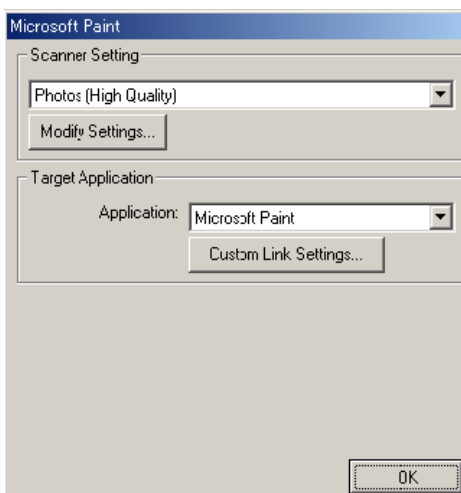 Microsoft Paint
Scanner Setting
Photos (High Quality)
Modify Settings...
Target Application
Application: Microsoft Paint
Custom Link Settings...
OK